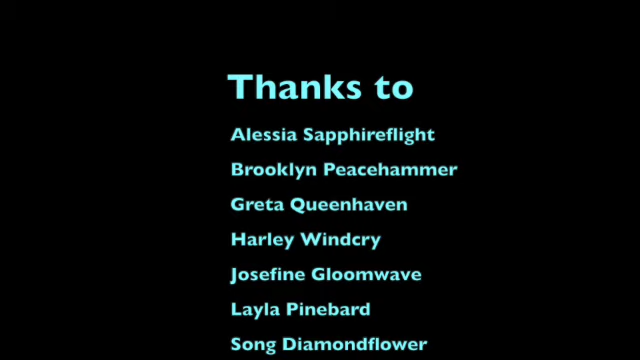 Thanks to
Alessia Sapphireflight
Brooklyn Peacehammer
Greta Queenhaven
Harley Windcry
Josefine Gloomwave
Layla Pinebard
Song Diamondflower